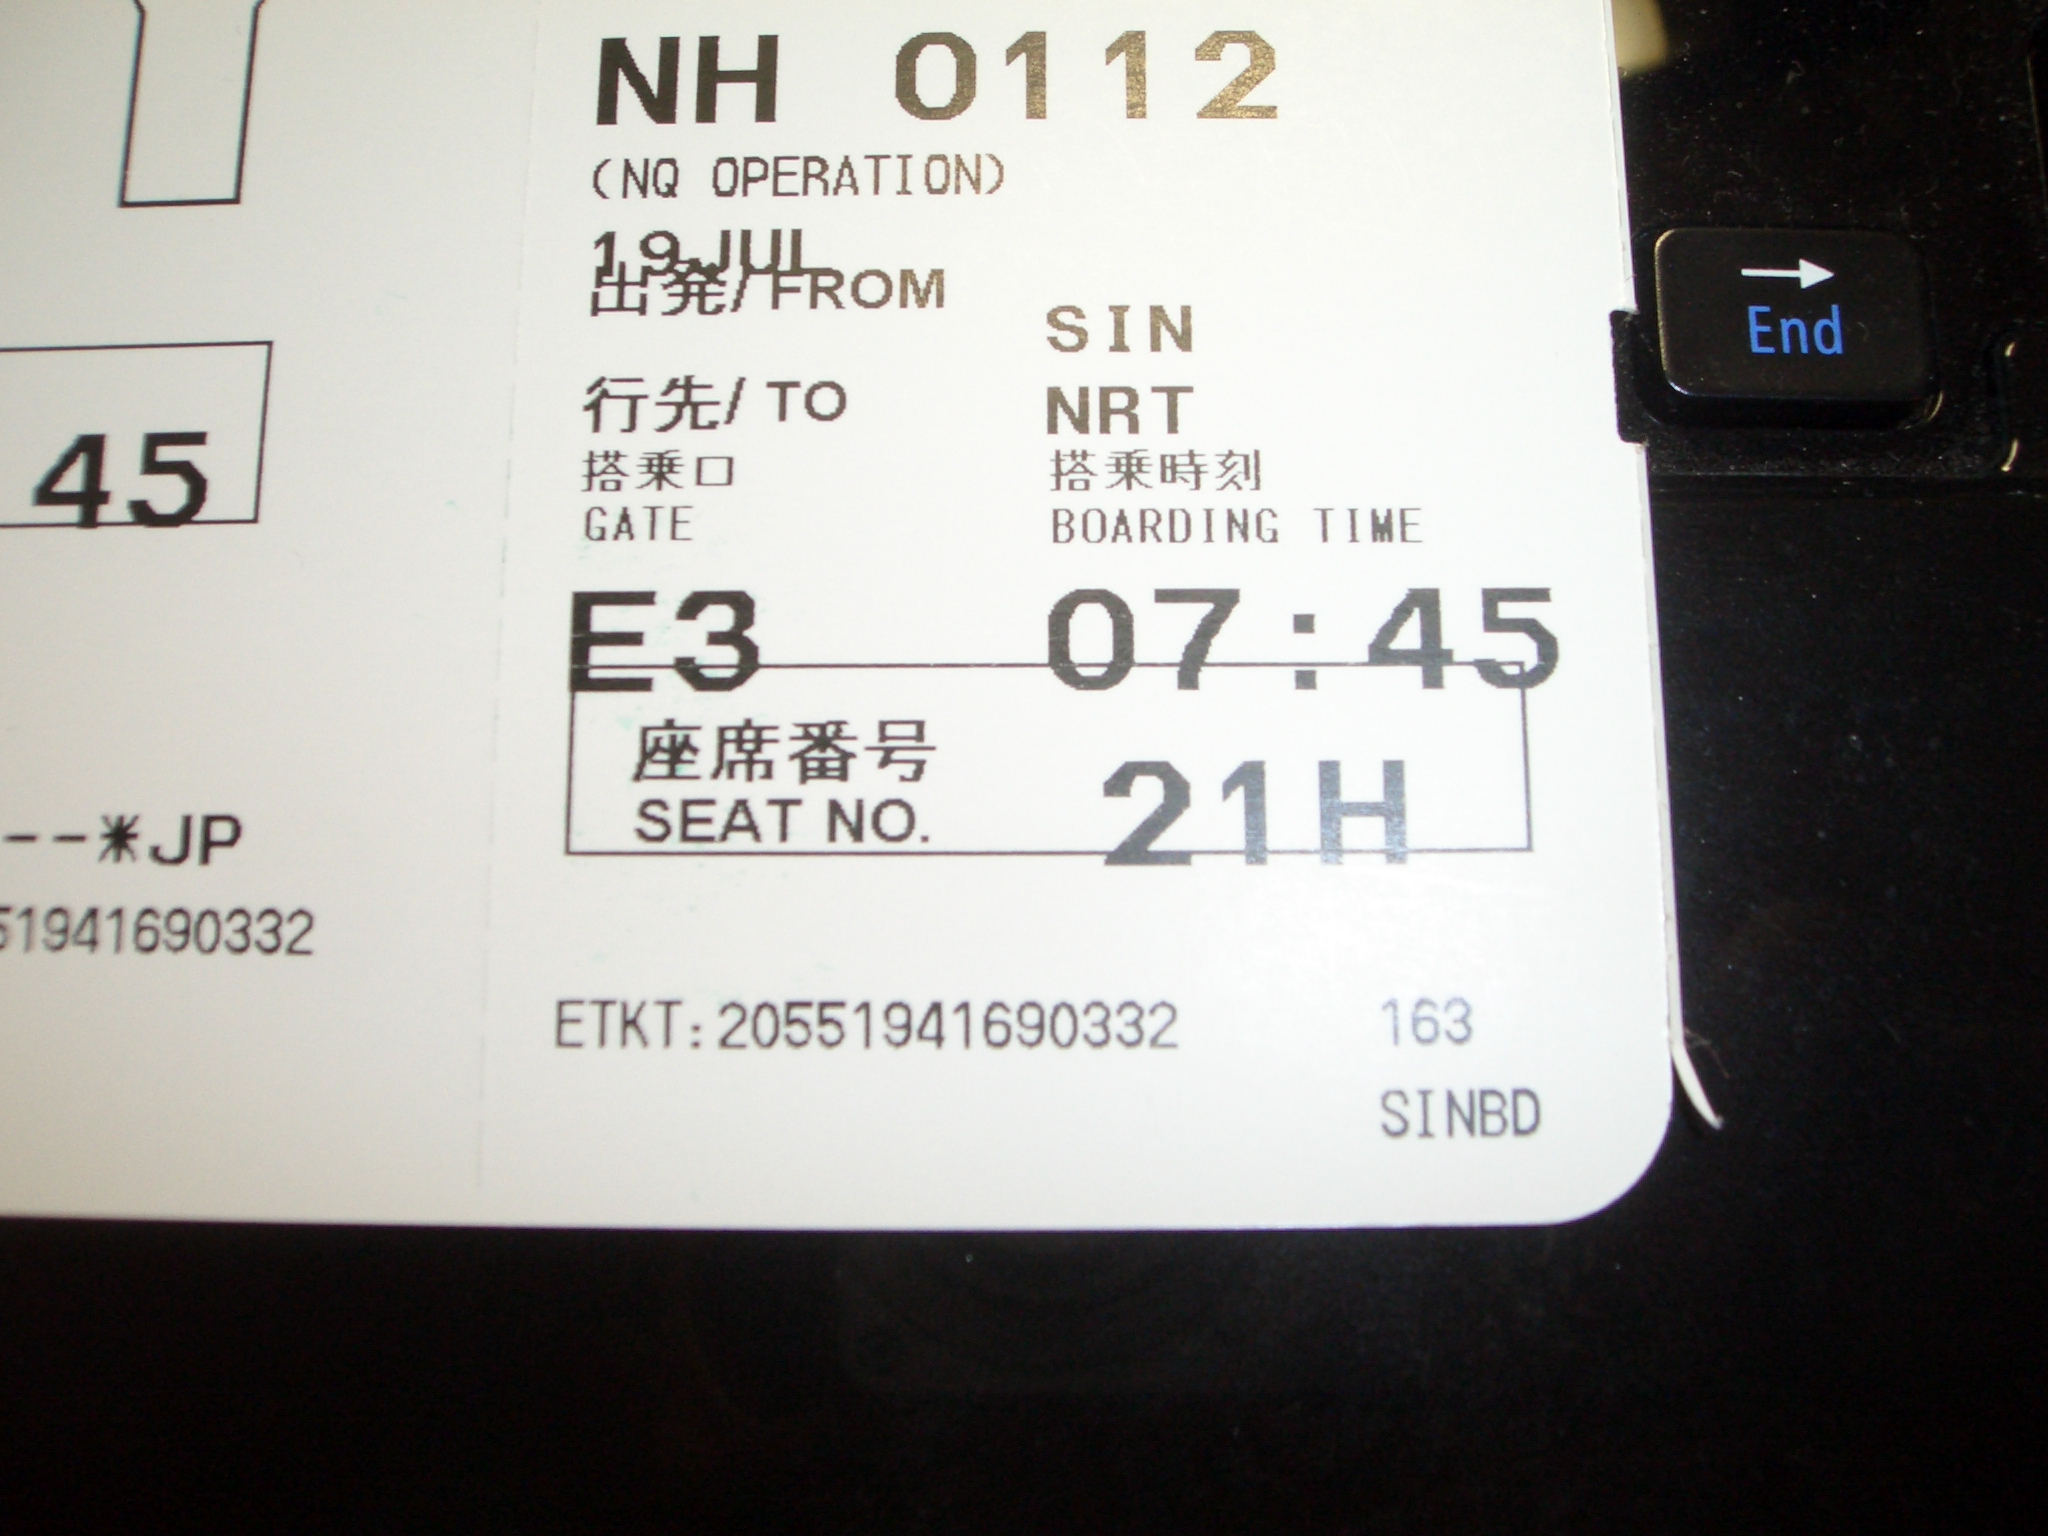 NH 0112
(NQ OPERATION)
19JUL
出発/FROM SIN
行先/TO NRT
搭乗口 搭乗時刻
GATE BOARDING TIME
E3 07:45
座席番号
SEAT NO. 21H
ETKT:20551941690332 163
SINBD
45
--*JP
51941690332
→
End